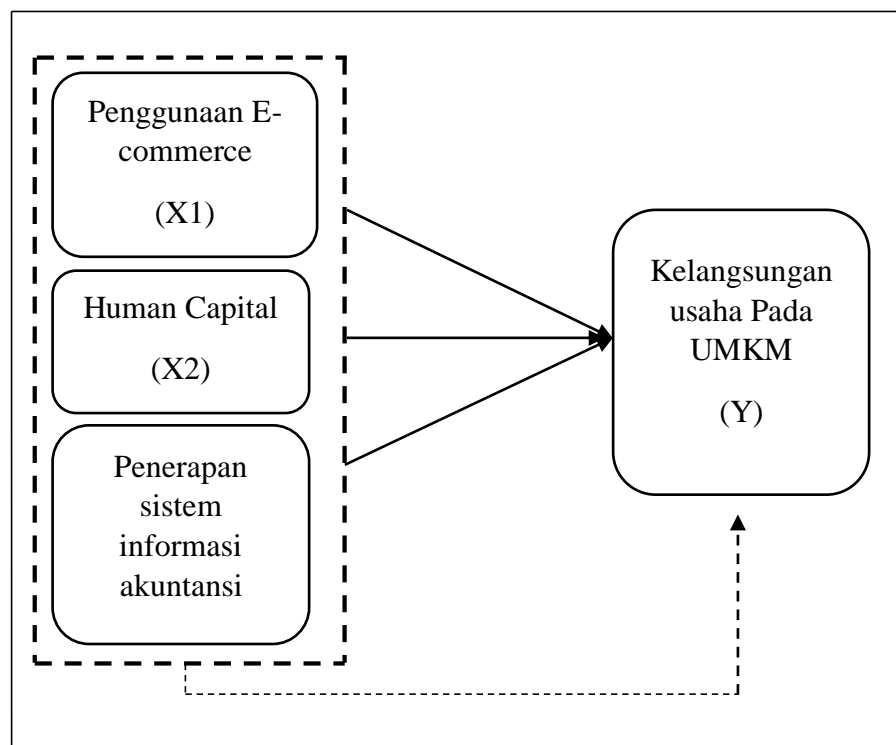 Penggunaan E-
commerce
(X1)
Human Capital
(X2)
Penerapan
sistem
informasi
akuntansi
Kelangsungan
usaha Pada
UMKM
(Y)